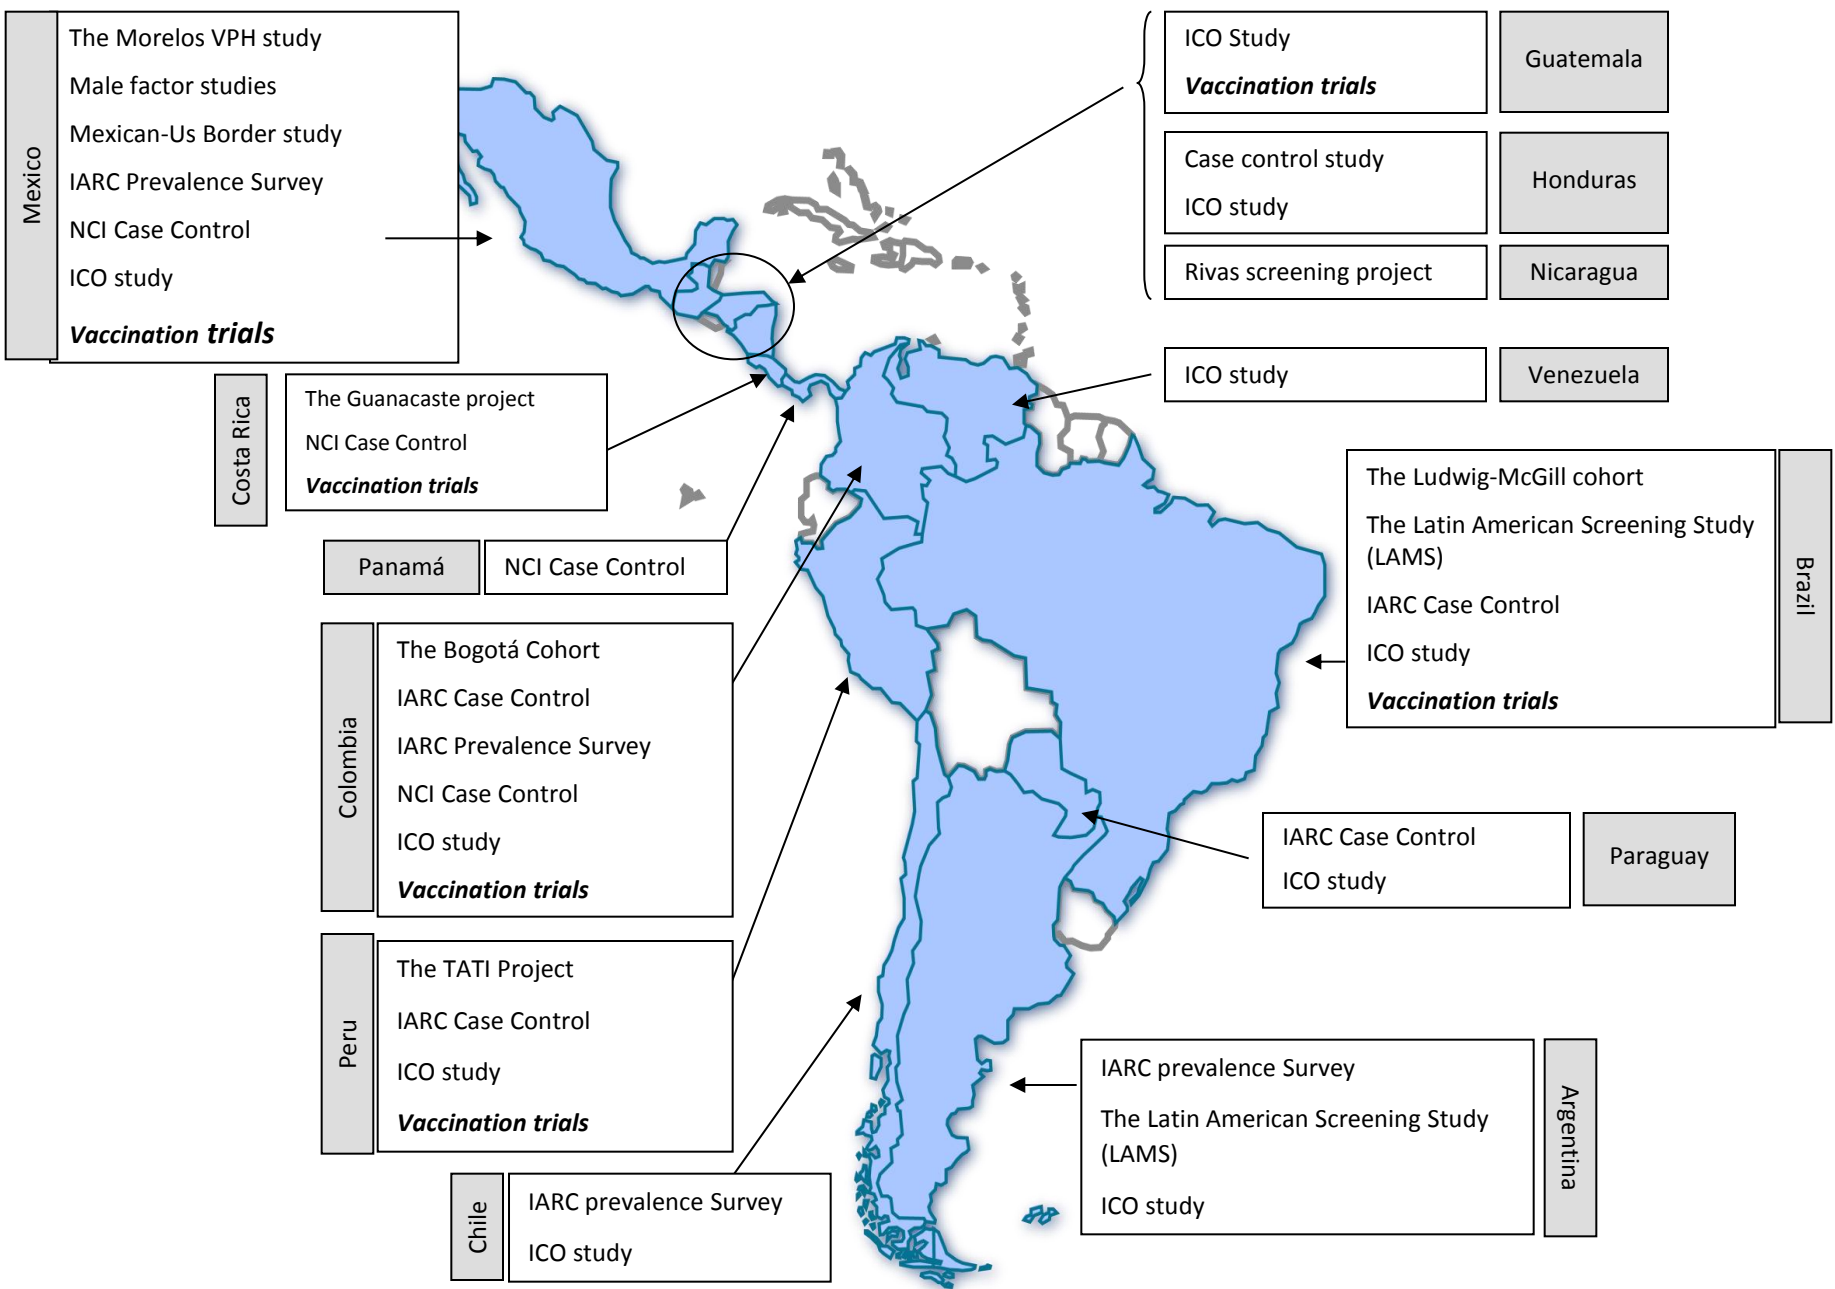 Mexico
The Morelos VPH study
Male factor studies
Mexican-Us Border study
IARC Prevalence Survey
NCI Case Control
ICO study
Vaccination trials
ICO Study
Vaccination trials
Guatemala
Case control study
ICO study
Honduras
Rivas screening project
Nicaragua
ICO study
Venezuela
Costa Rica
The Guanacaste project
NCI Case Control
Vaccination trials
Panamá
NCI Case Control
The Ludwig-McGill cohort
The Latin American Screening Study
(LAMS)
IARC Case Control
ICO study
Vaccination trials
Brazil
Colombia
The Bogotá Cohort
IARC Case Control
IARC Prevalence Survey
NCI Case Control
ICO study
Vaccination trials
IARC Case Control
ICO study
Paraguay
Peru
The TATI Project
IARC Case Control
ICO study
Vaccination trials
IARC prevalence Survey
The Latin American Screening Study
(LAMS)
ICO study
Argentina
Chile
IARC prevalence Survey
ICO study